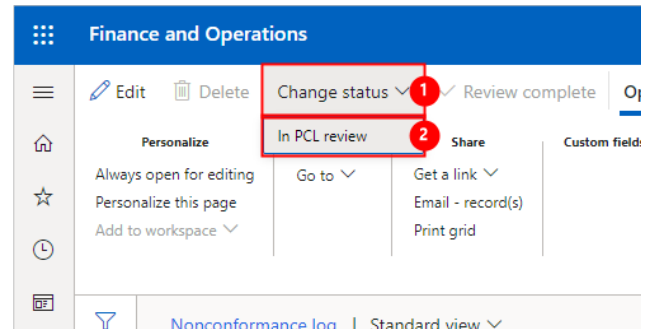 Finance and Operations
Edit Delete Change status 1 Review complete Op
In PCL review 2
Personalize Share Custom fields
Always open for editing Go to Get a link
Personalize this page Email - record(s)
Add to workspace Print grid
Nonconformance log | Standard view